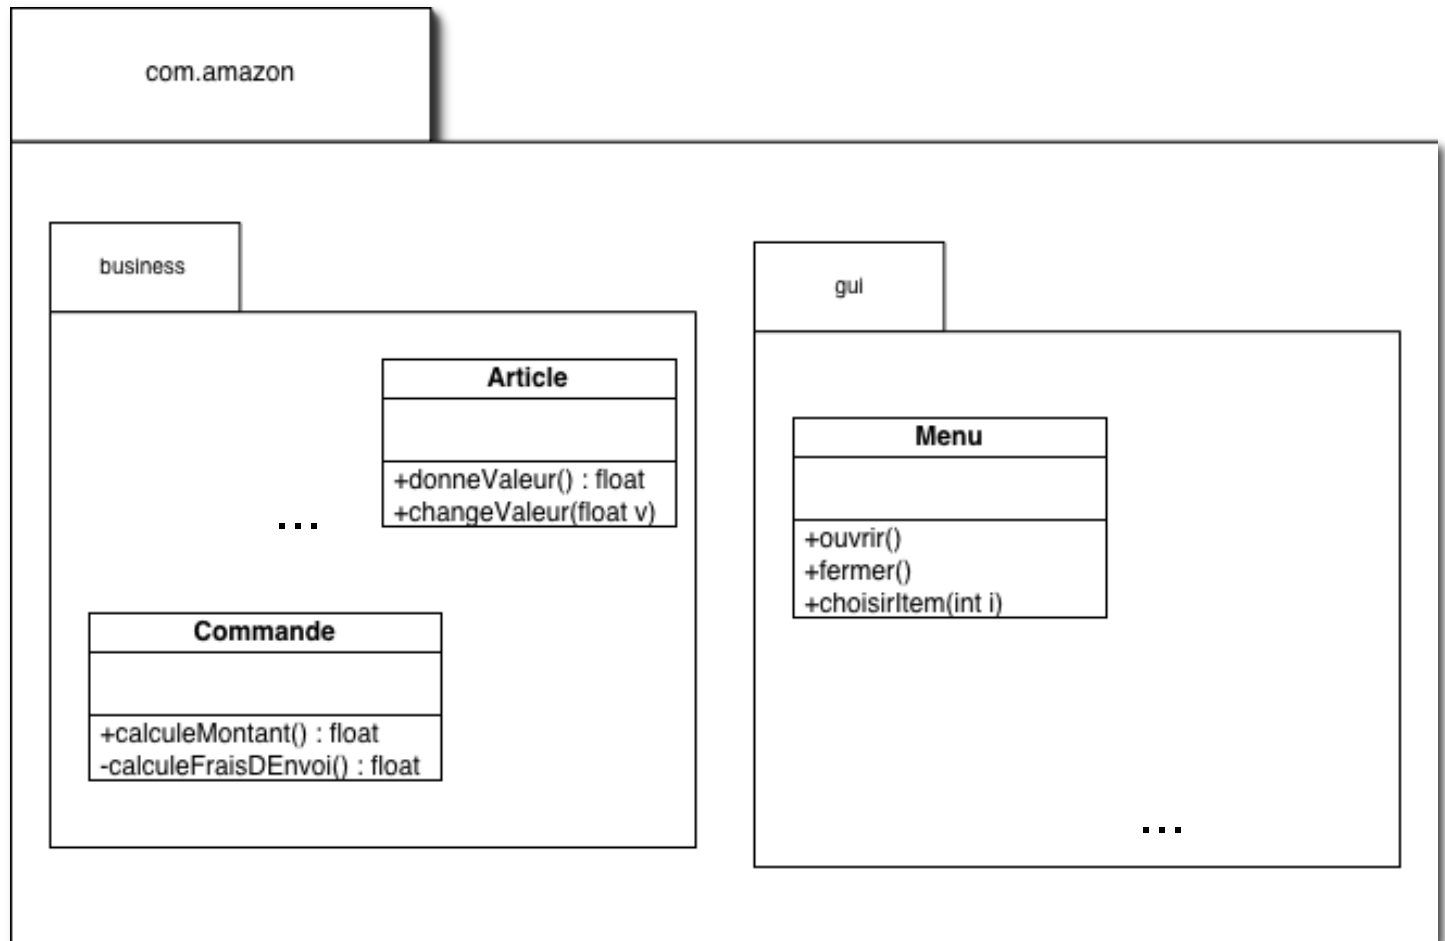 com.amazon
business
Article
+donneValeur() : float
+changeValeur(float v)
...
Commande
+calculeMontant() : float
-calculeFraisDEnvoi() : float
gui
Menu
+ouvrir()
+fermer()
+choisirItem(int i)
...